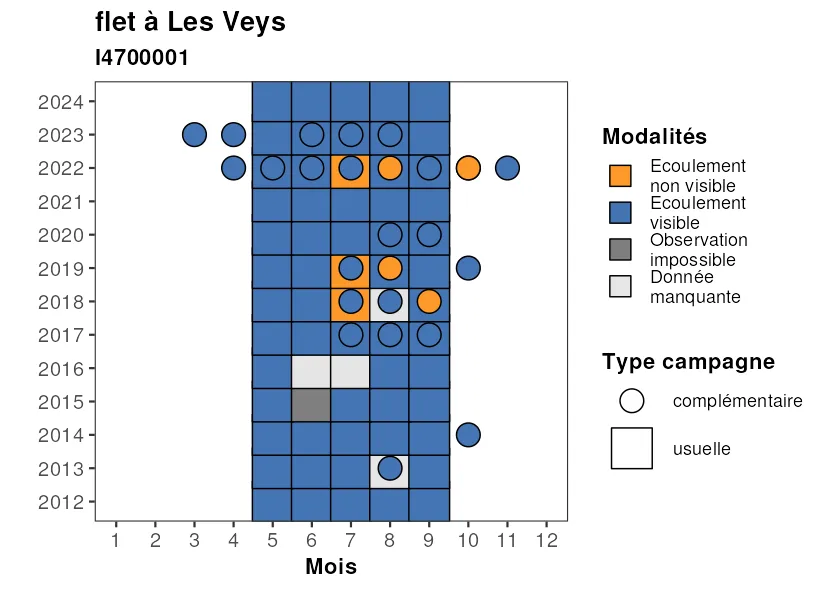 flet à Les Veys
I4700001
2024
2023
2022
2021
2020
2019
2018
2017
2016
2015
2014
2013
2012
1 2 3 4 5 6 7 8 9 10 11 12
Mois
Modalités
Ecoulement
non visible
Ecoulement
visible
Observation
impossible
Donnée
manquante
Type campagne
complémentaire
usuelle